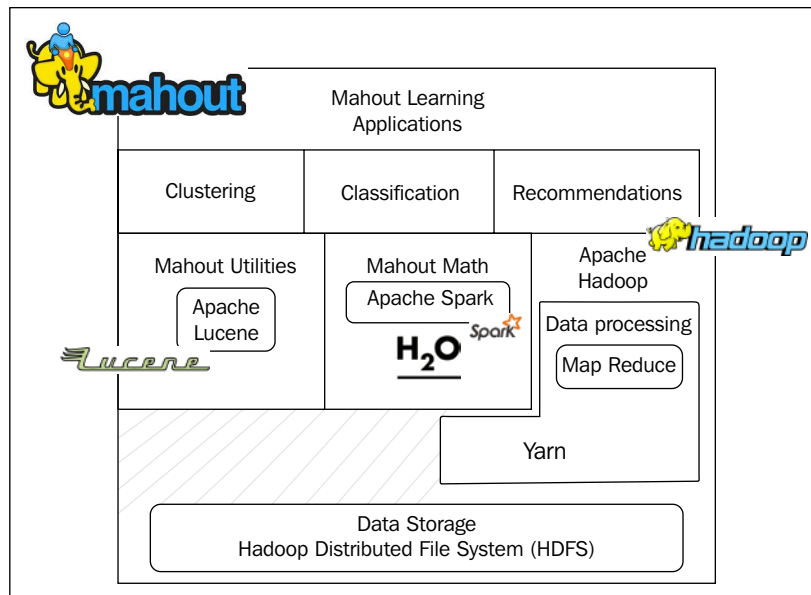 mahout
Mahout Learning
Applications
Clustering
Classification
Recommendations
hadoop
Mahout Utilities
Mahout Math
Apache
Hadoop
Apache
Lucene
Apache Spark
Data processing
Spark
Lucene
H2O
Map Reduce
Yarn
Data Storage
Hadoop Distributed File System (HDFS)